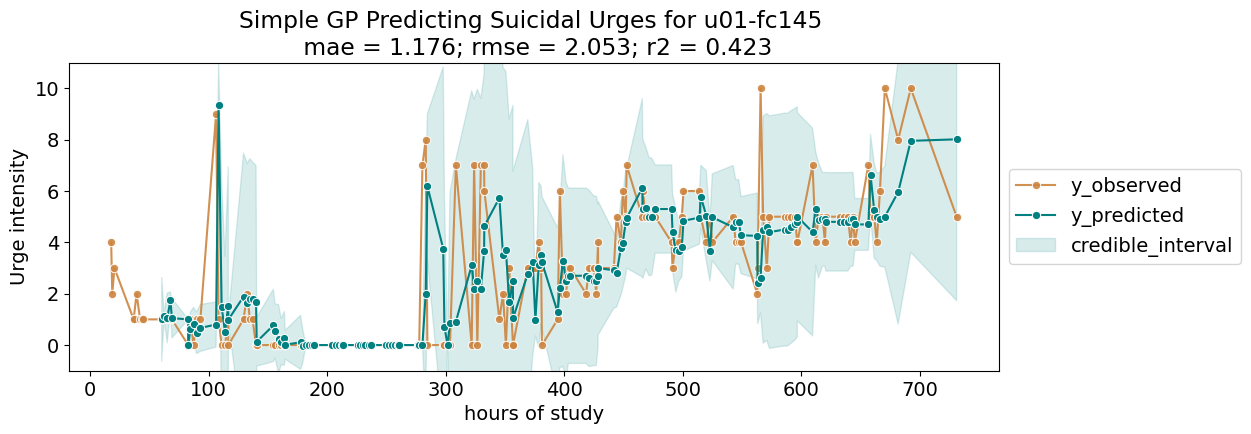 Simple GP Predicting Suicidal Urges for u01-fc145
mae = 1.176; rmse = 2.053; r2 = 0.423
10
8
6
4
2
0
Urge intensity
0 100 200 300 400 500 600 700
hours of study
y_observed
y_predicted
credible_interval